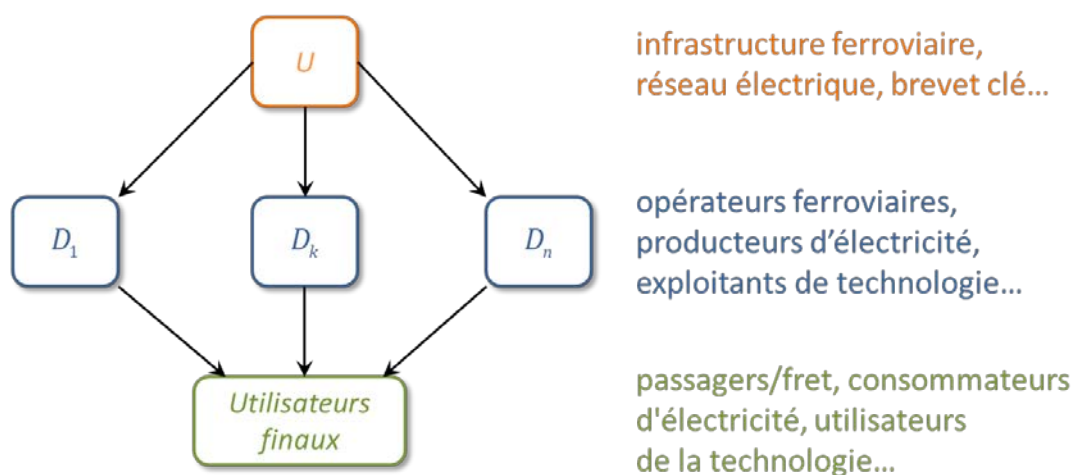 U
infrastructure ferroviaire,
réseau électrique, brevet clé...
D₁
Dₖ
Dₙ
opérateurs ferroviaires,
producteurs d’électricité,
exploitants de technologie...
Utilisateurs
finaux
passagers/fret, consommateurs
d'électricité, utilisateurs
de la technologie...